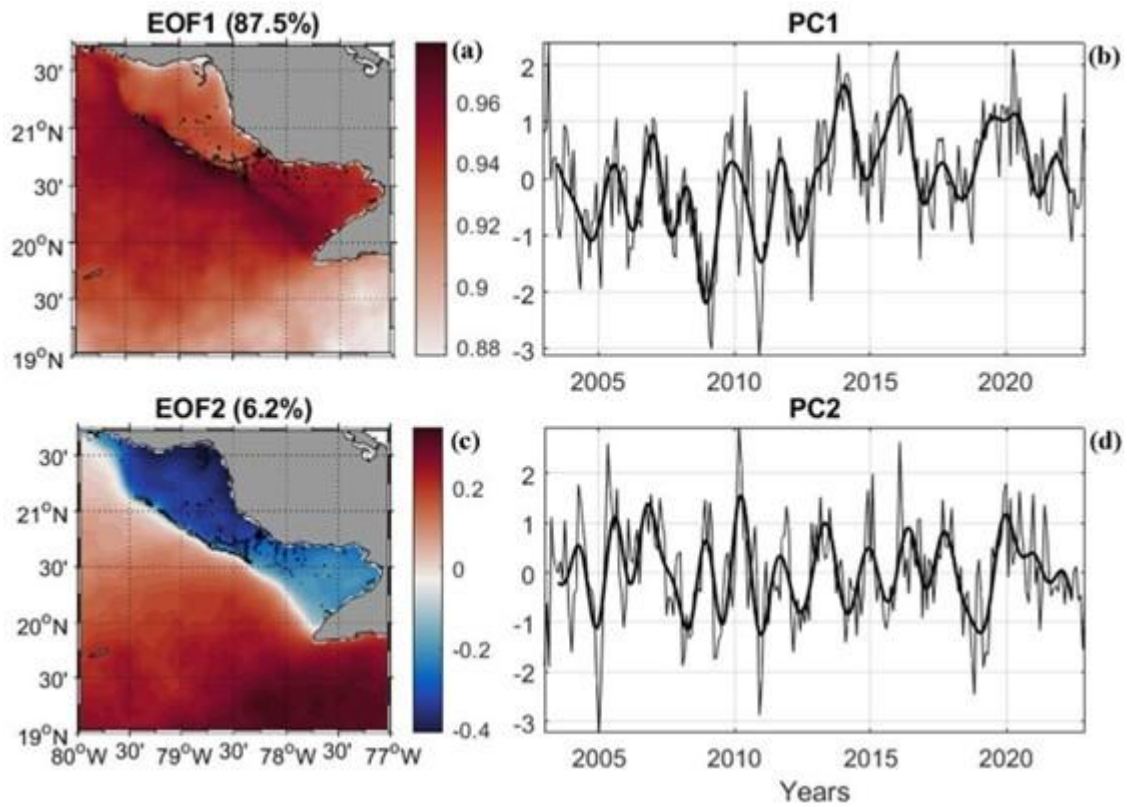 EOF1 (87.5%)
(a)
30'
21°N
30'
20°N
30'
19°N
0.96
0.94
0.92
0.9
0.88
PC1
(b)
2
1
0
-1
-2
-3
2005
2010
2015
2020
EOF2 (6.2%)
(c)
30'
21°N
30'
20°N
30'
19°N
80°W
30'
79°W
30'
78°W
30'
77°W
0.2
0
-0.2
-0.4
PC2
(d)
2
1
0
-1
-2
-3
2005
2010
2015
2020
Years